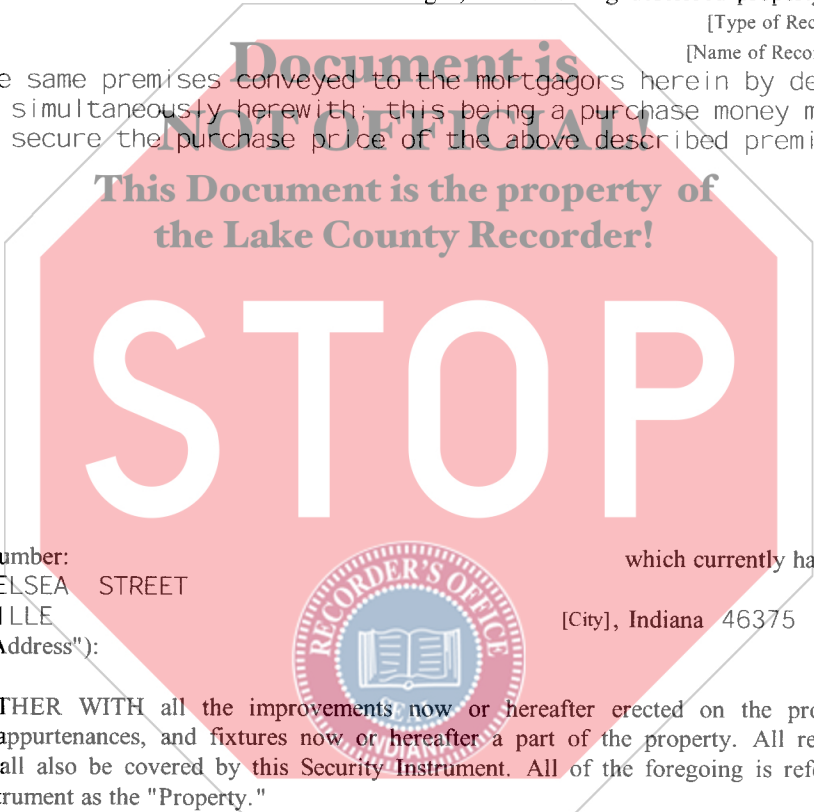 [Type of Rec
[Name of Reco
Document is
e same premises conveyed to the mortgagors herein by de
simultaneously herewith; this being a purchase money m
NOT OFFICIAL!
secure the purchase price of the above described premi
This Document is the property of
the Lake County Recorder!
STOP
umber:
which currently ha
ELSEA STREET
ILLE
[City], Indiana 46375
Address"):
RECORDER'S OFFICE
SEAL
INDIANA
THER WITH all the improvements now or hereafter erected on the pro
appurtenances, and fixtures now or hereafter a part of the property. All re
all also be covered by this Security Instrument. All of the foregoing is refe
trument as the "Property."